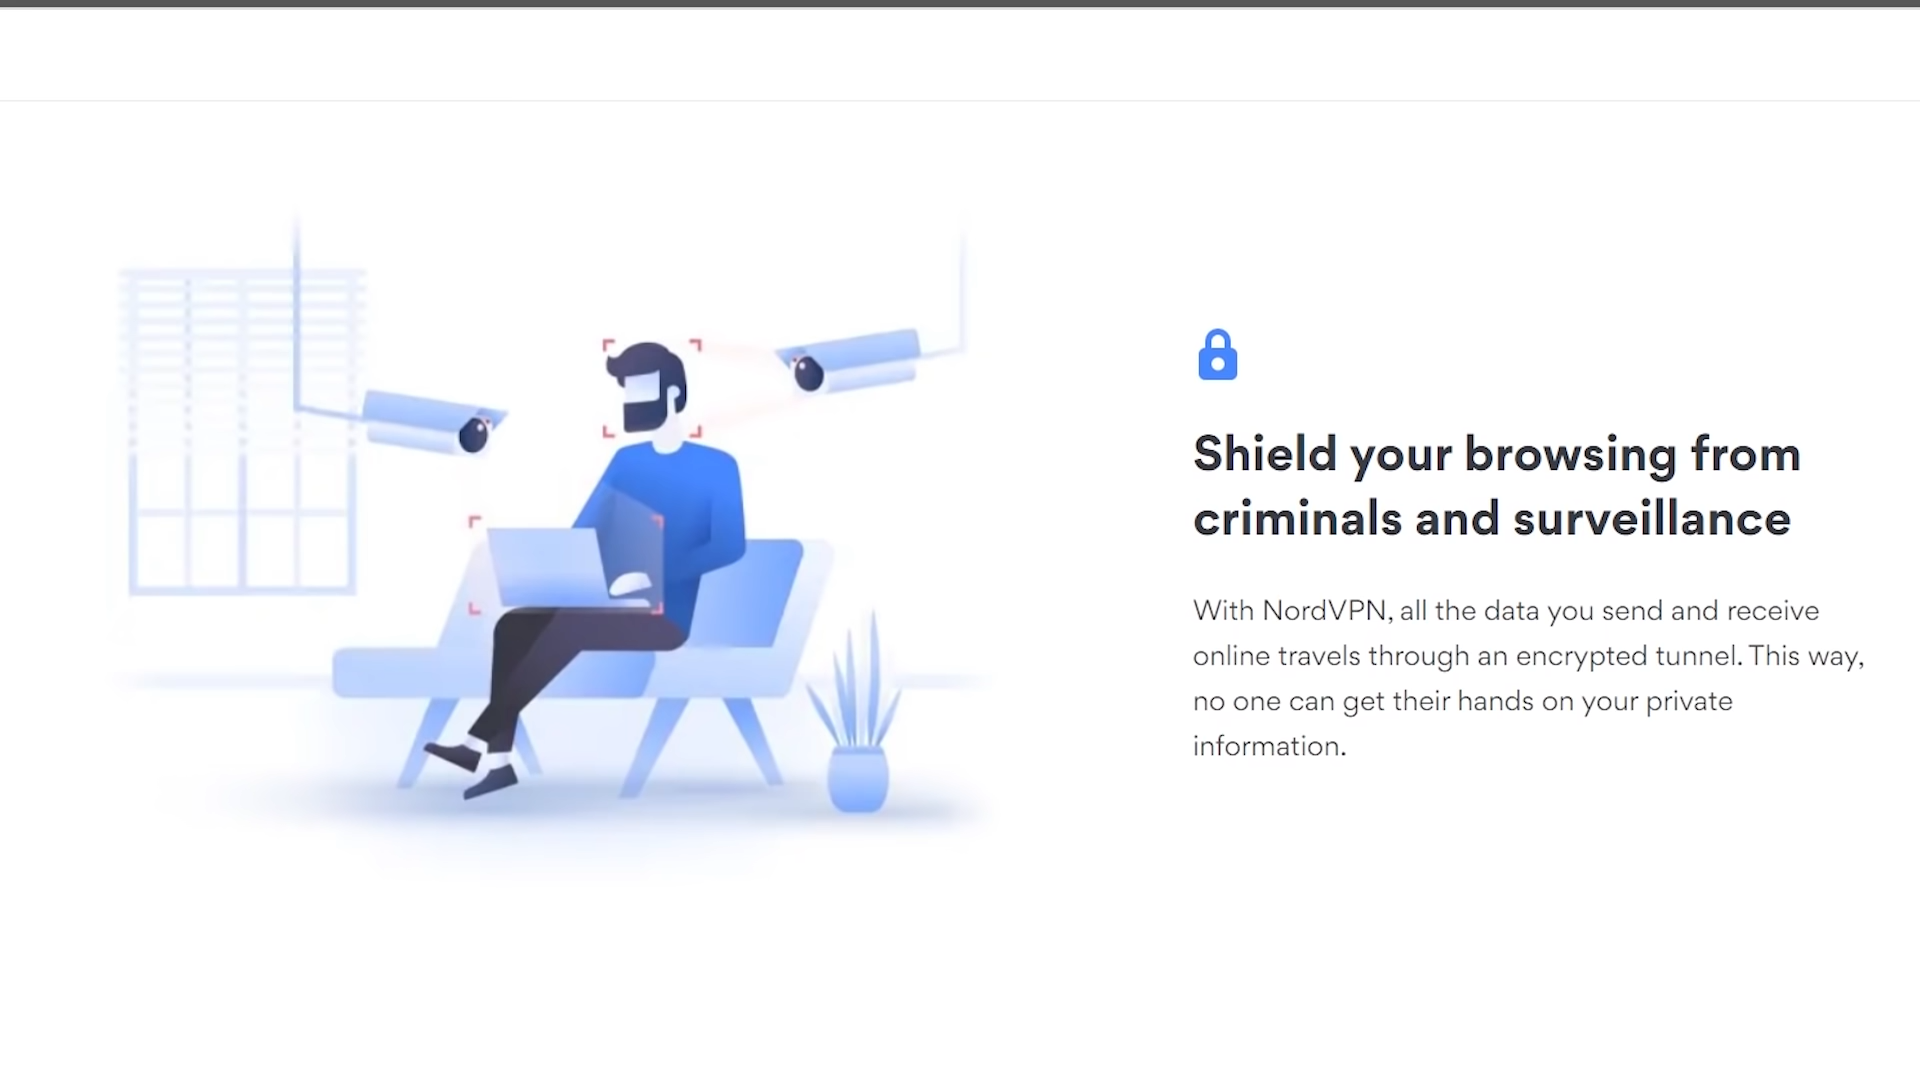 Shield your browsing from
criminals and surveillance
With NordVPN, all the data you send and receive
online travels through an encrypted tunnel. This way,
no one can get their hands on your private
information.